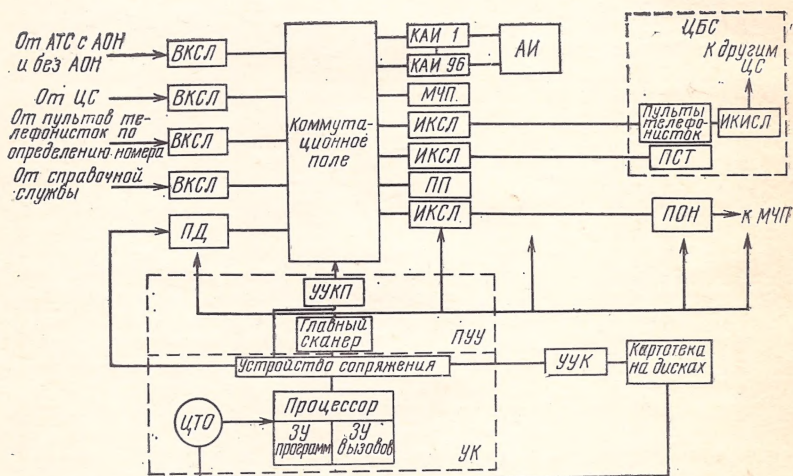 От АТС с АОН
и без АОН
ВКСЛ
От ЦС
ВКСЛ
От пультов те-
лефонисток по
определению номера
ВКСЛ
От справочной
службы
ВКСЛ
ПД
Коммута-
ционное
поле
КАИ 1
КАИ 96
АИ
МЧП.
ИКСЛ
ИКСЛ
ПП
ИКСЛ.
ЦБС
К другим
ЦС
Пульты
телефо-
нисток
ИКИСЛ
ПСТ
ПОН
к МЧП
УУКП
Главный
сканер
ПУУ
Устройство сопряжения
УУК
Картотека
на дисках
ЦТО
Процессор
ЗУ
программ
ЗУ
вызовов
УК